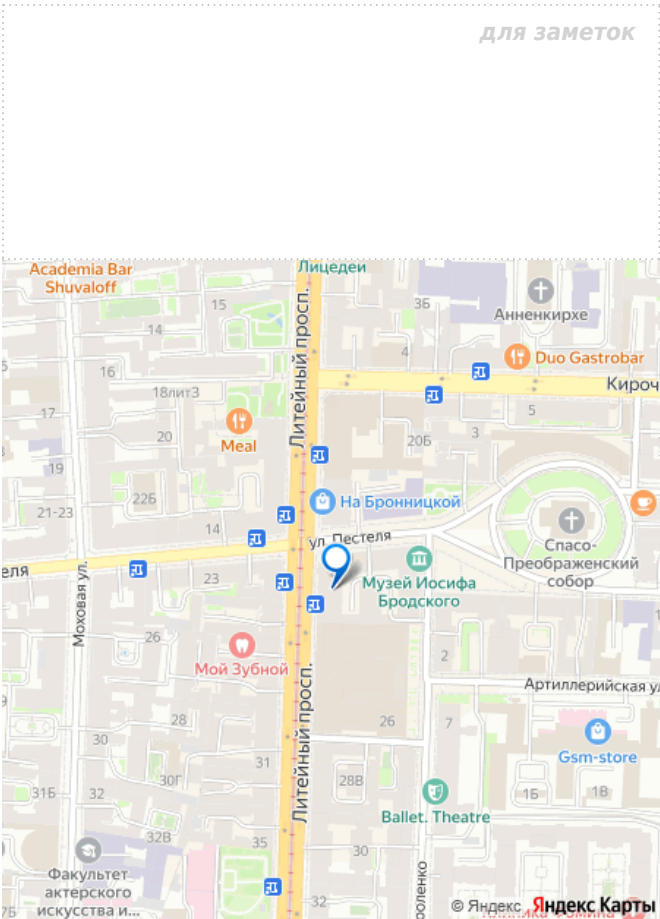 для заметок
Лицедеи
Academia Bar
Shuvaloff
15
3Б
Анненкирхе
14
Литейный просп.
4
Duo Gastrobar
16
Кироч
18лит3
5
17
Meal
20
20Б
3
19
22Б
21-23
На Бронницкой
14
ул. Пестеля
Спасо-
Преображенский
собор
еля
23
Музей Иосифа
Бродского
Моховая ул.
26
Мой Зубной
2
Артиллерийская ул
Литейный просп.
28
26
7
30
Gsm-store
31
30Г
28В
31Б
32
1Б
1В
Ballet. Theatre
32В
35
Факультет
актерского
искусства и...
32
роленко
© Яндекс Яндекс Карты